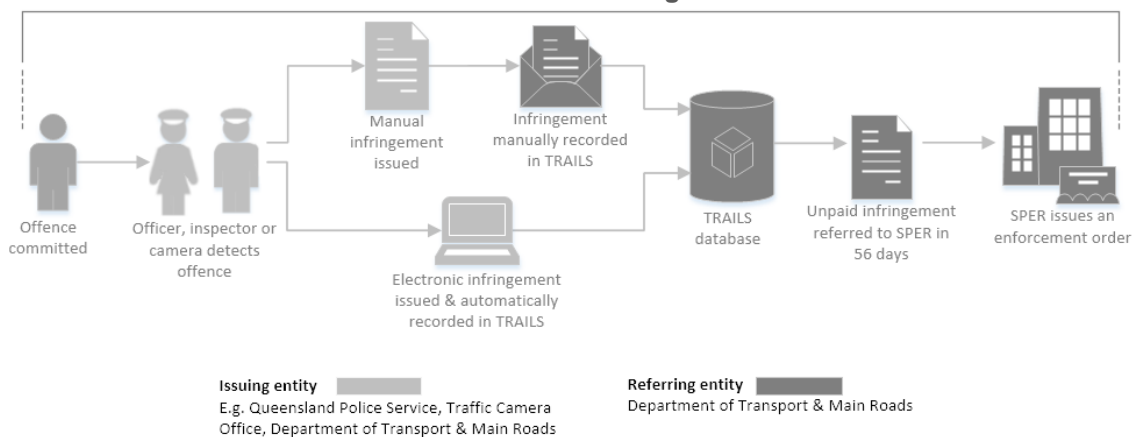 Offence
committed
Officer, inspector or
camera detects
offence
Manual
infringement
issued
Infringement
manually recorded
in TRAILS
Electronic infringement
issued & automatically
recorded in TRAILS
TRAILS
database
Unpaid infringement
referred to SPER in
56 days
SPER issues an
enforcement order
Issuing entity
E.g. Queensland Police Service, Traffic Camera
Office, Department of Transport & Main Roads
Referring entity
Department of Transport & Main Roads